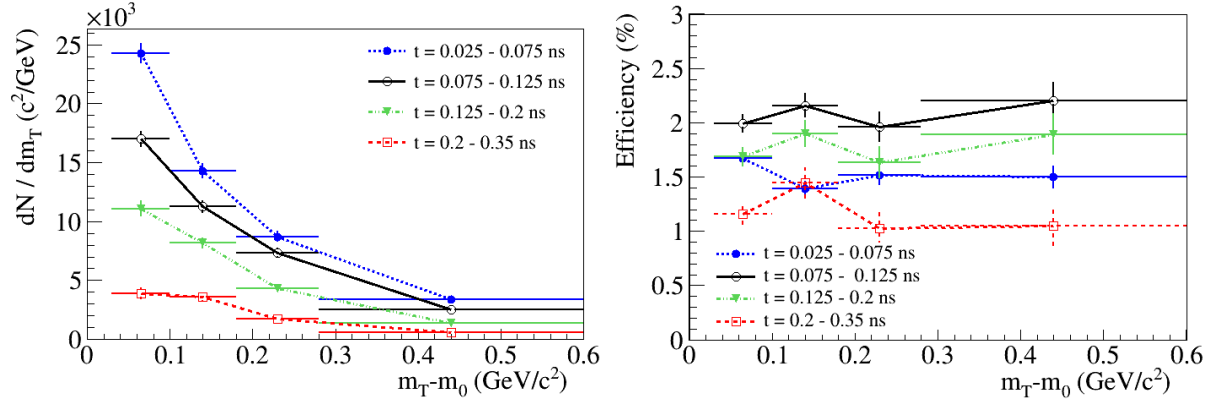 ×10³
dN / dm_T (c²/GeV)
25
20
15
10
5
0
0 0.1 0.2 0.3 0.4 0.5 0.6
m_T-m_0 (GeV/c²)
t = 0.025 - 0.075 ns
t = 0.075 - 0.125 ns
t = 0.125 - 0.2 ns
t = 0.2 - 0.35 ns
Efficiency (%)
3
2.5
2
1.5
1
0.5
0
0 0.1 0.2 0.3 0.4 0.5 0.6
m_T-m_0 (GeV/c²)
t = 0.025 - 0.075 ns
t = 0.075 - 0.125 ns
t = 0.125 - 0.2 ns
t = 0.2 - 0.35 ns